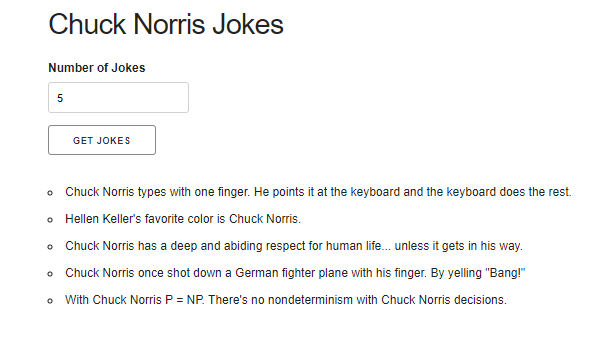 Chuck Norris Jokes
Number of Jokes
5
GET JOKES
Chuck Norris types with one finger. He points it at the keyboard and the keyboard does the rest.
Hellen Keller's favorite color is Chuck Norris.
Chuck Norris has a deep and abiding respect for human life... unless it gets in his way.
Chuck Norris once shot down a German fighter plane with his finger. By yelling "Bang!"
With Chuck Norris P = NP. There's no nondeterminism with Chuck Norris decisions.